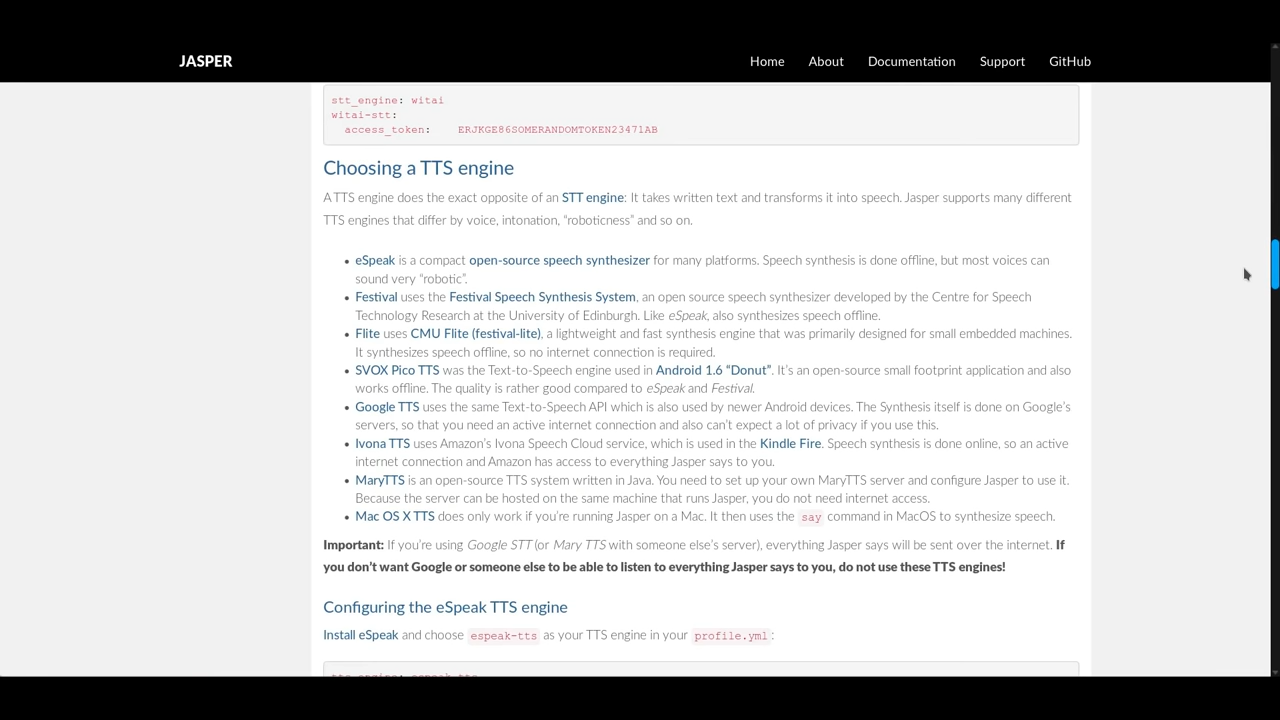 JASPER
Home About Documentation Support GitHub
stt_engine: witai
witai-stt:
access_token: ERJKGE86SOMERANDOMTOKEN23471AB
Choosing a TTS engine
A TTS engine does the exact opposite of an STT engine: It takes written text and transforms it into speech. Jasper supports many different
TTS engines that differ by voice, intonation, “roboticness” and so on.
• eSpeak is a compact open-source speech synthesizer for many platforms. Speech synthesis is done offline, but most voices can
sound very “robotic”.
• Festival uses the Festival Speech Synthesis System, an open source speech synthesizer developed by the Centre for Speech
Technology Research at the University of Edinburgh. Like eSpeak, also synthesizes speech offline.
• Flite uses CMU Flite (festival-lite), a lightweight and fast synthesis engine that was primarily designed for small embedded machines.
It synthesizes speech offline, so no internet connection is required.
• SVOX Pico TTS was the Text-to-Speech engine used in Android 1.6 “Donut”. It’s an open-source small footprint application and also
works offline. The quality is rather good compared to eSpeak and Festival.
• Google TTS uses the same Text-to-Speech API which is also used by newer Android devices. The Synthesis itself is done on Google’s
servers, so that you need an active internet connection and also can’t expect a lot of privacy if you use this.
• Ivona TTS uses Amazon’s Ivona Speech Cloud service, which is used in the Kindle Fire. Speech synthesis is done online, so an active
internet connection and Amazon has access to everything Jasper says to you.
• MaryTTS is an open-source TTS system written in Java. You need to set up your own MaryTTS server and configure Jasper to use it.
Because the server can be hosted on the same machine that runs Jasper, you do not need internet access.
• Mac OS X TTS does only work if you’re running Jasper on a Mac. It then uses the say command in MacOS to synthesize speech.
Important: If you’re using Google STT (or Mary TTS with someone else’s server), everything Jasper says will be sent over the internet. If
you don’t want Google or someone else to be able to listen to everything Jasper says to you, do not use these TTS engines!
Configuring the eSpeak TTS engine
Install eSpeak and choose espeak-tts as your TTS engine in your profile.yml: